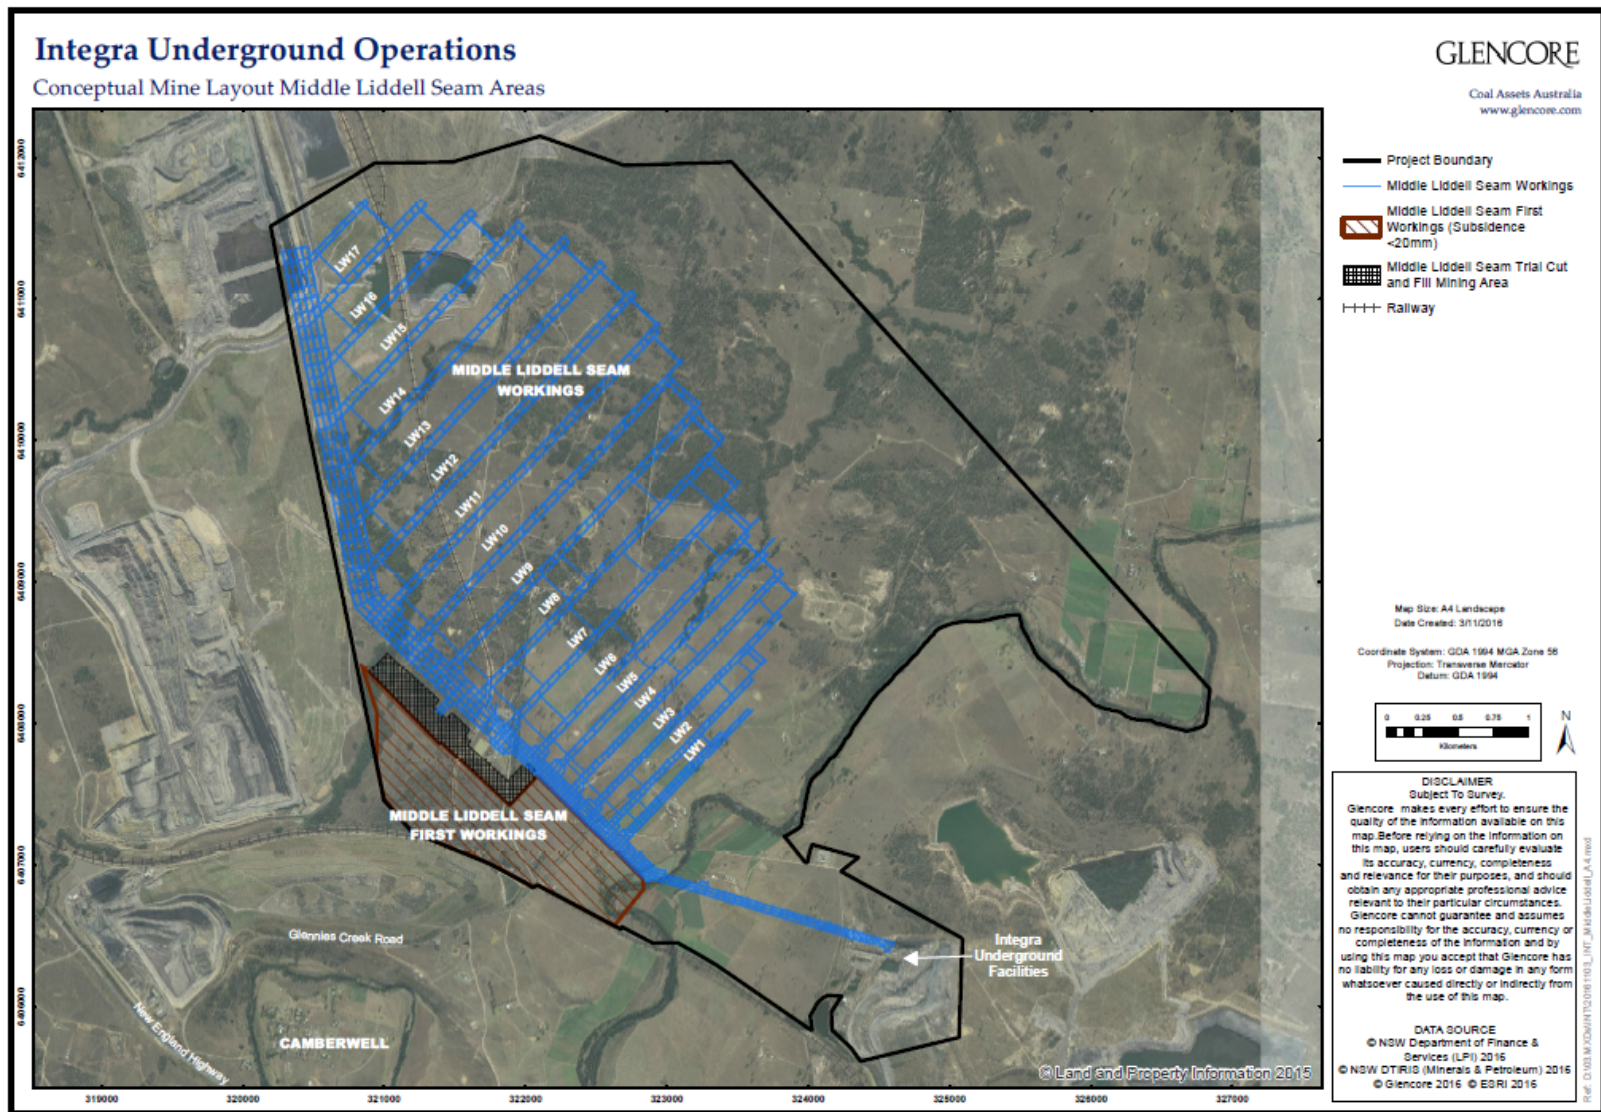 Integra Underground Operations
Conceptual Mine Layout Middle Liddell Seam Areas
GLENCORE
Coal Assets Australia
www.glencore.com
Project Boundary
Middle Liddell Seam Workings
Middle Liddell Seam First
Workings (Subsidence
<20mm)
Middle Liddell Seam Trial Cut
and Fill Mining Area
Railway
6412000
6411000
6410000
6409000
6408000
6407000
6406000
LW17
LW16
LW15
MIDDLE LIDDELL SEAM
WORKINGS
LW14
LW13
LW12
LW11
LW10
LW9
LW8
LW7
LW6
LW5
LW4
LW3
LW2
LW1
MIDDLE LIDDELL SEAM
FIRST WORKINGS
Glennies Creek Road
New England Highway
CAMBERWELL
Integra
Underground
Facilities
© Land and Property Information 2015
319000
320000
321000
322000
323000
324000
325000
326000
327000
Map Size: A4 Landscape
Date Created: 3/11/2016
Coordinate System: GDA 1994 MGA Zone 56
Projection: Transverse Mercator
Datum: GDA 1994
0 0.25 0.5 0.75 1
Kilometers
N
DISCLAIMER
Subject To Survey.
Glencore makes every effort to ensure the
quality of the information available on this
map.Before relying on the information on
this map, users should carefully evaluate
its accuracy, currency, completeness
and relevance for their purposes, and should
obtain any appropriate professional advice
relevant to their particular circumstances.
Glencore cannot guarantee and assumes
no responsibility for the accuracy, currency or
completeness of the information and by
using this map you accept that Glencore has
no liability for any loss or damage in any form
whatsoever caused directly or indirectly from
the use of this map.
DATA SOURCE
© NSW Department of Finance &
Services (LPI) 2016
© NSW DTIRIS (Minerals & Petroleum) 2016
© Glencore 2016 © ESRI 2016